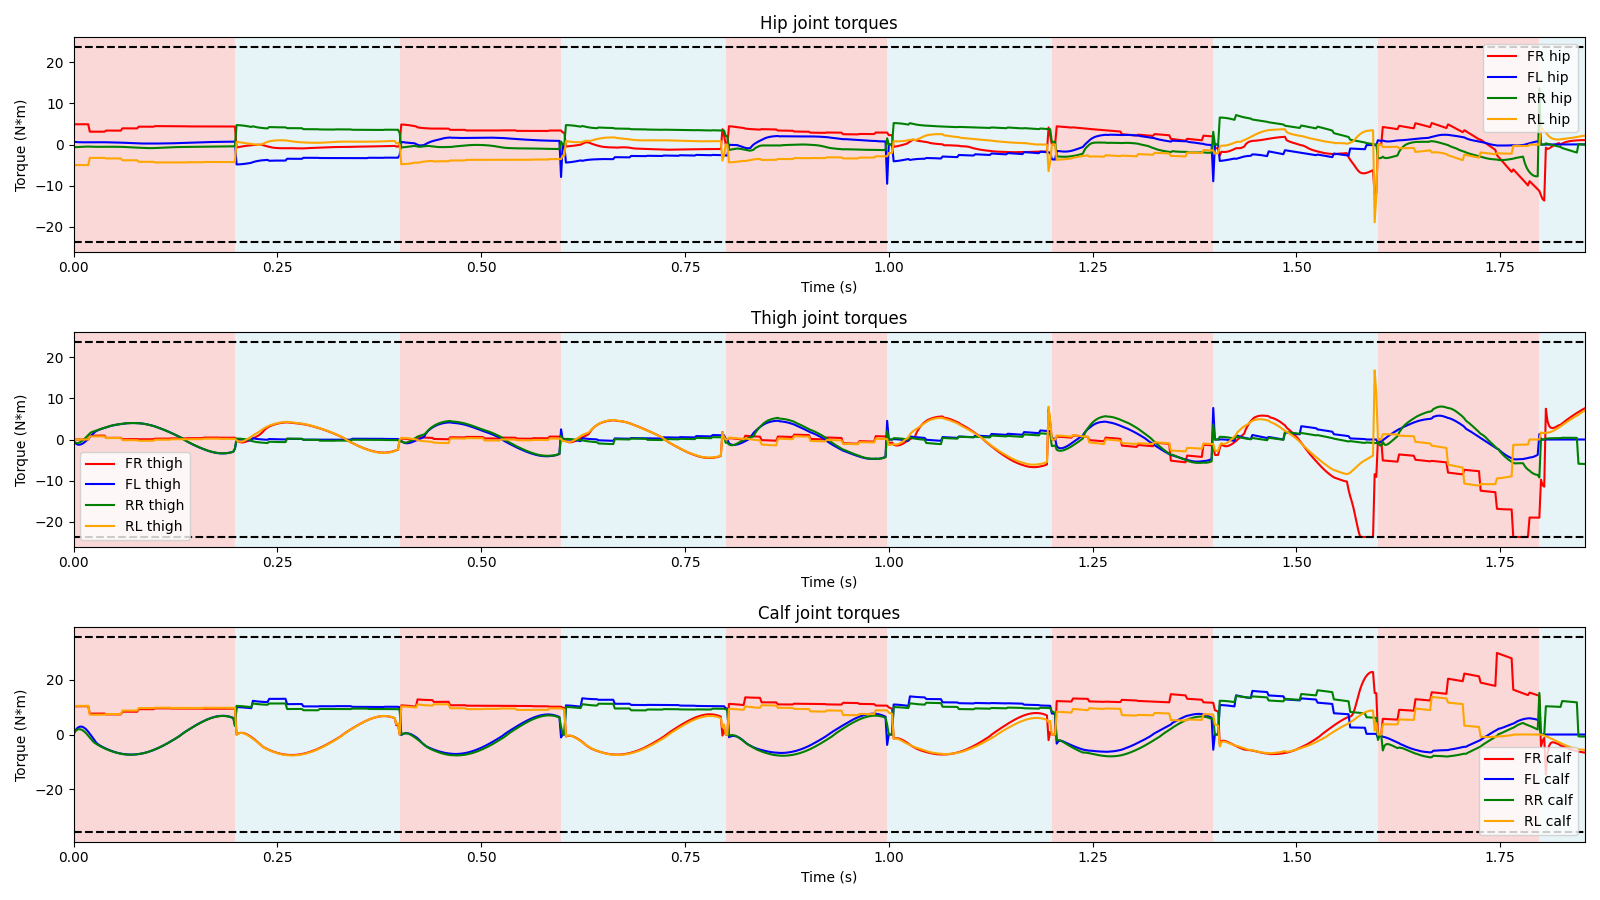 Hip joint torques
Torque (N*m)
20
10
0
−10
−20
FR hip
FL hip
RR hip
RL hip
0.00 0.25 0.50 0.75 1.00 1.25 1.50 1.75
Time (s)
Thigh joint torques
Torque (N*m)
20
10
0
−10
−20
FR thigh
FL thigh
RR thigh
RL thigh
0.00 0.25 0.50 0.75 1.00 1.25 1.50 1.75
Time (s)
Calf joint torques
Torque (N*m)
20
0
−20
FR calf
FL calf
RR calf
RL calf
0.00 0.25 0.50 0.75 1.00 1.25 1.50 1.75
Time (s)